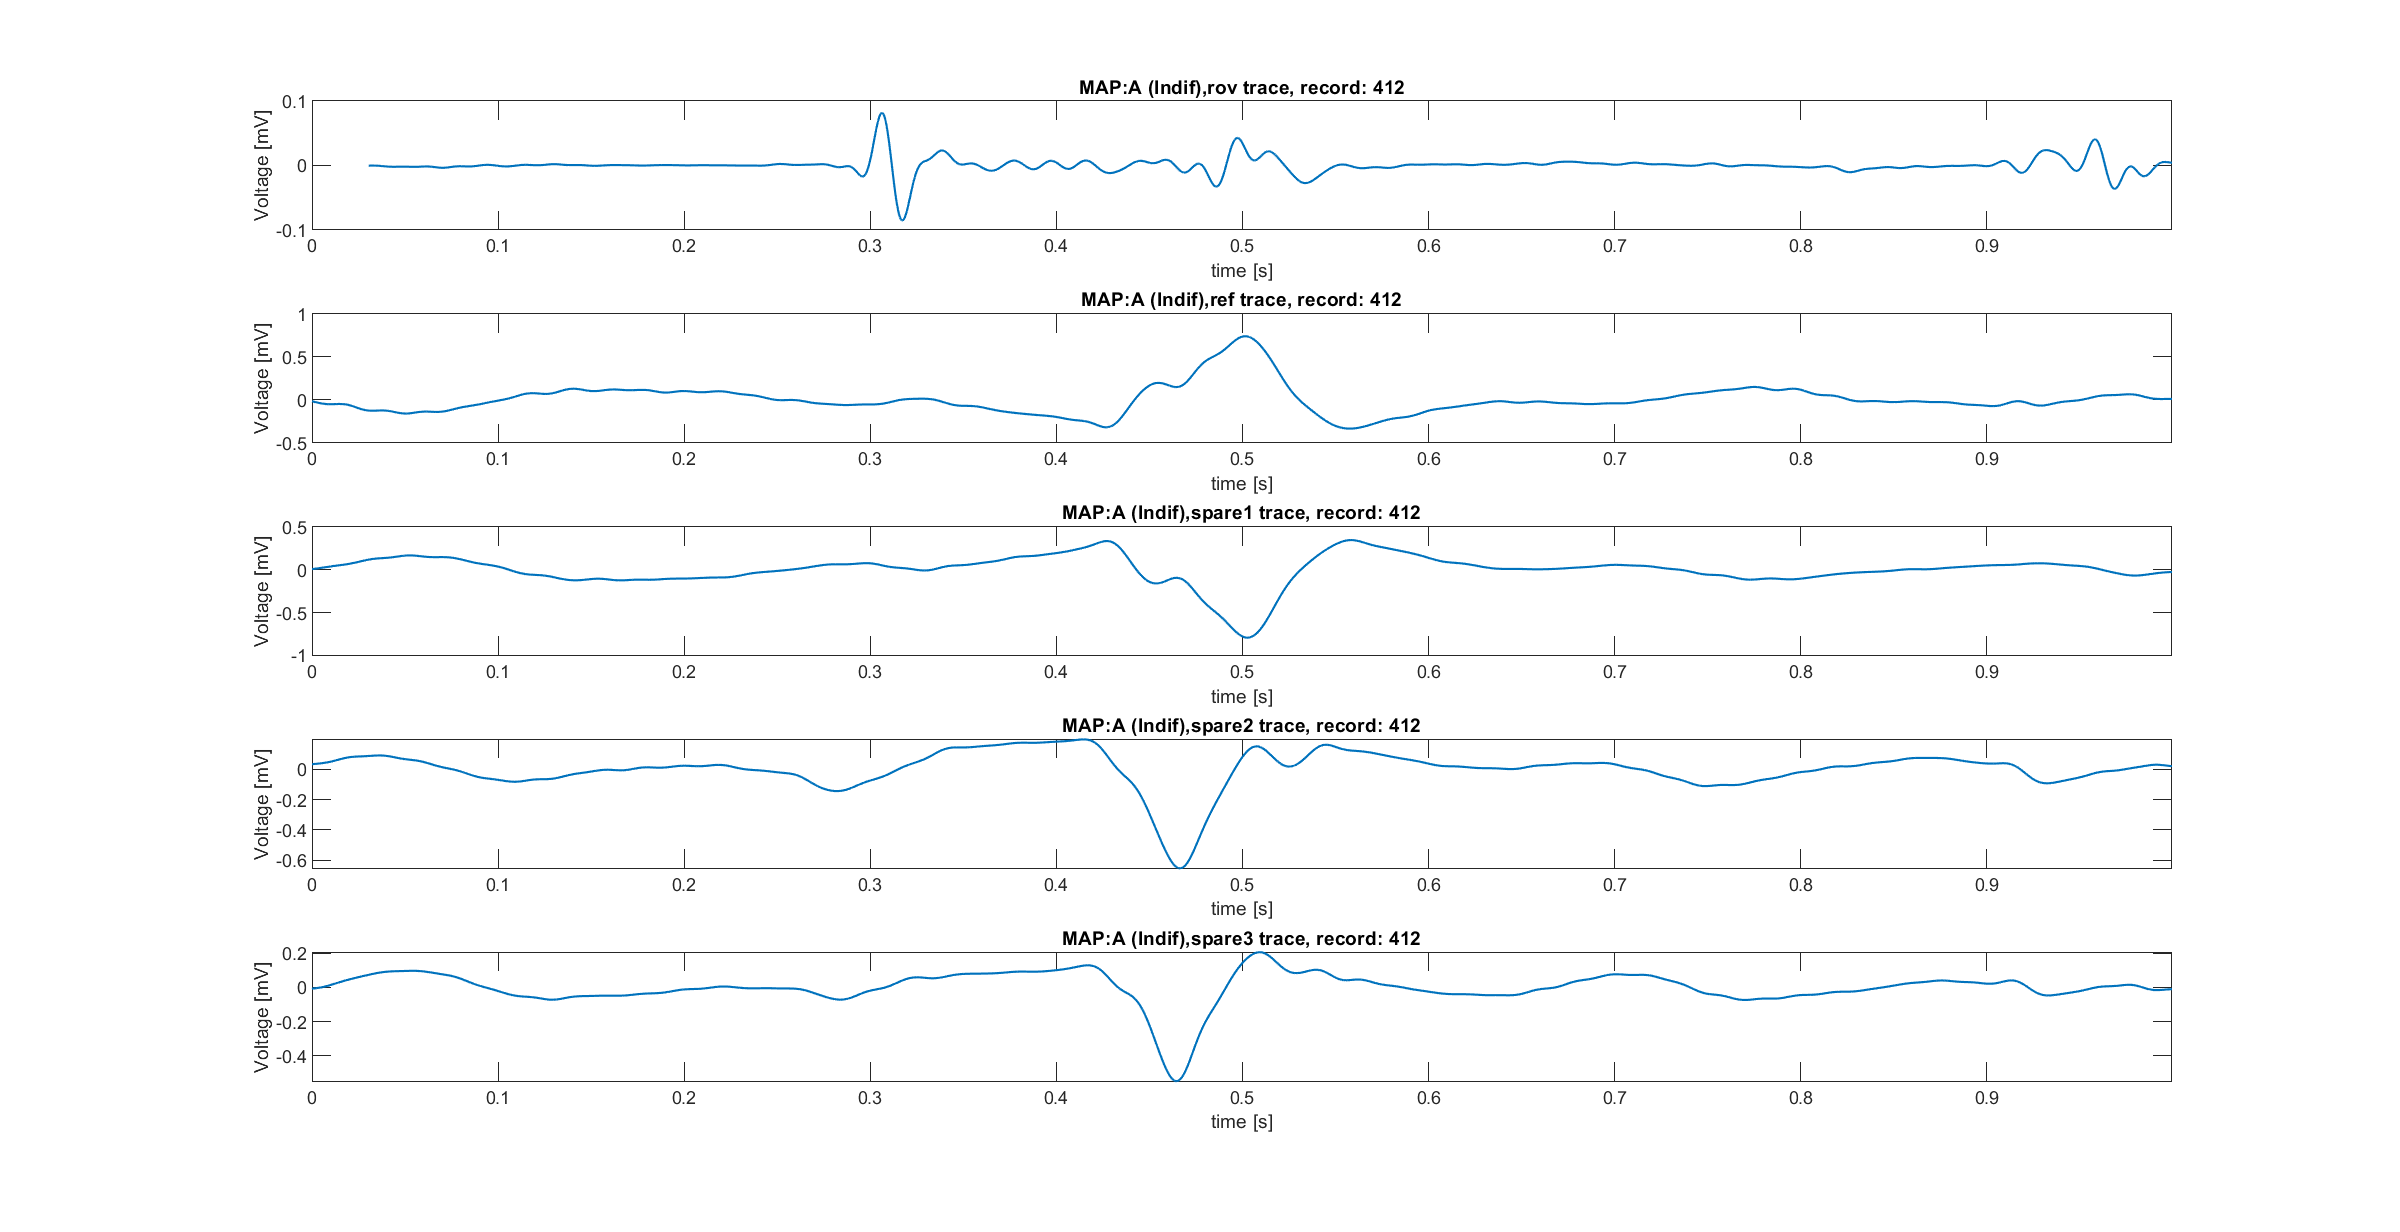 MAP:A (Indif),rov trace, record: 412
Voltage [mV]
0.1
0
-0.1
0 0.1 0.2 0.3 0.4 0.5 0.6 0.7 0.8 0.9
time [s]
MAP:A (Indif),ref trace, record: 412
Voltage [mV]
1
0.5
0
-0.5
0 0.1 0.2 0.3 0.4 0.5 0.6 0.7 0.8 0.9
time [s]
MAP:A (Indif),spare1 trace, record: 412
Voltage [mV]
0.5
0
-0.5
-1
0 0.1 0.2 0.3 0.4 0.5 0.6 0.7 0.8 0.9
time [s]
MAP:A (Indif),spare2 trace, record: 412
Voltage [mV]
0
-0.2
-0.4
-0.6
0 0.1 0.2 0.3 0.4 0.5 0.6 0.7 0.8 0.9
time [s]
MAP:A (Indif),spare3 trace, record: 412
Voltage [mV]
0.2
0
-0.2
-0.4
0 0.1 0.2 0.3 0.4 0.5 0.6 0.7 0.8 0.9
time [s]